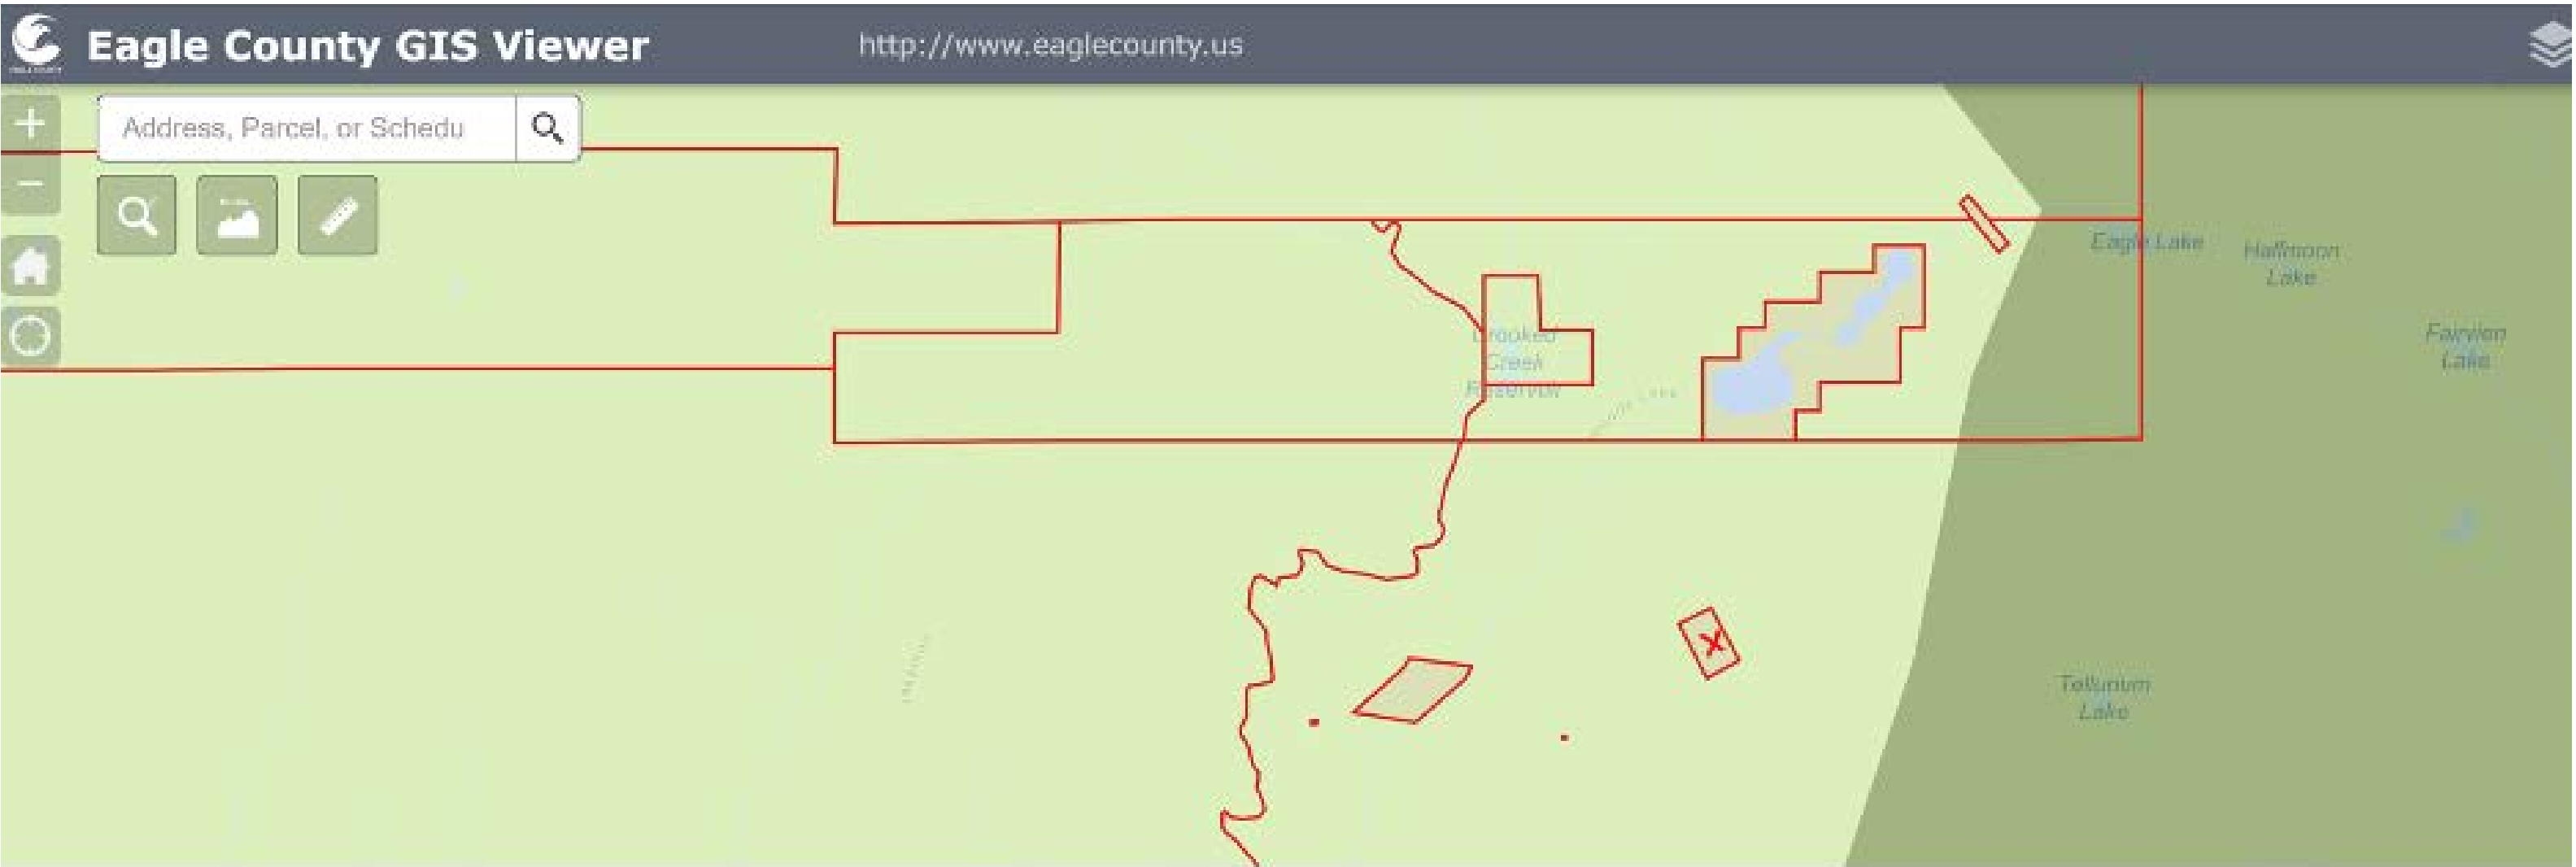 Eagle County GIS Viewer
http://www.eaglecounty.us
Address, Parcel, or Schedu
Eagle Lake
Halfmoon
Lake
Crooked
Creek
Reservoir
Fairview
Lake
Tellurium
Lake
X